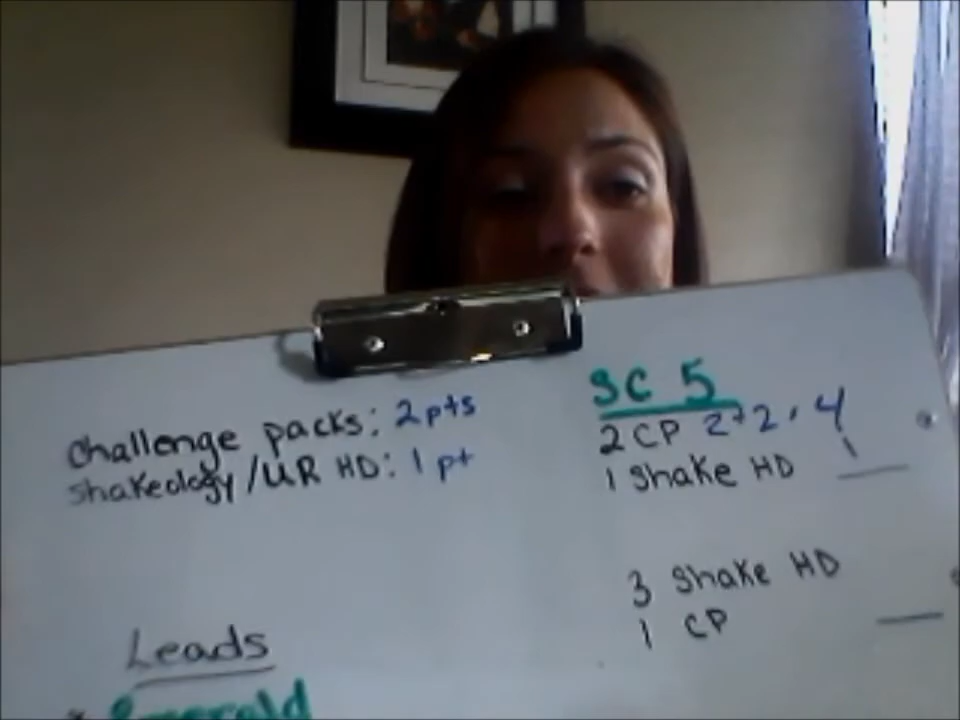 Challenge packs: 2pts
Shakeology/UR HD: 1 pt
SC 5
2 CP 2+2, 4
1 Shake HD 1
3 Shake HD
1 CP
Leads
* Emerald